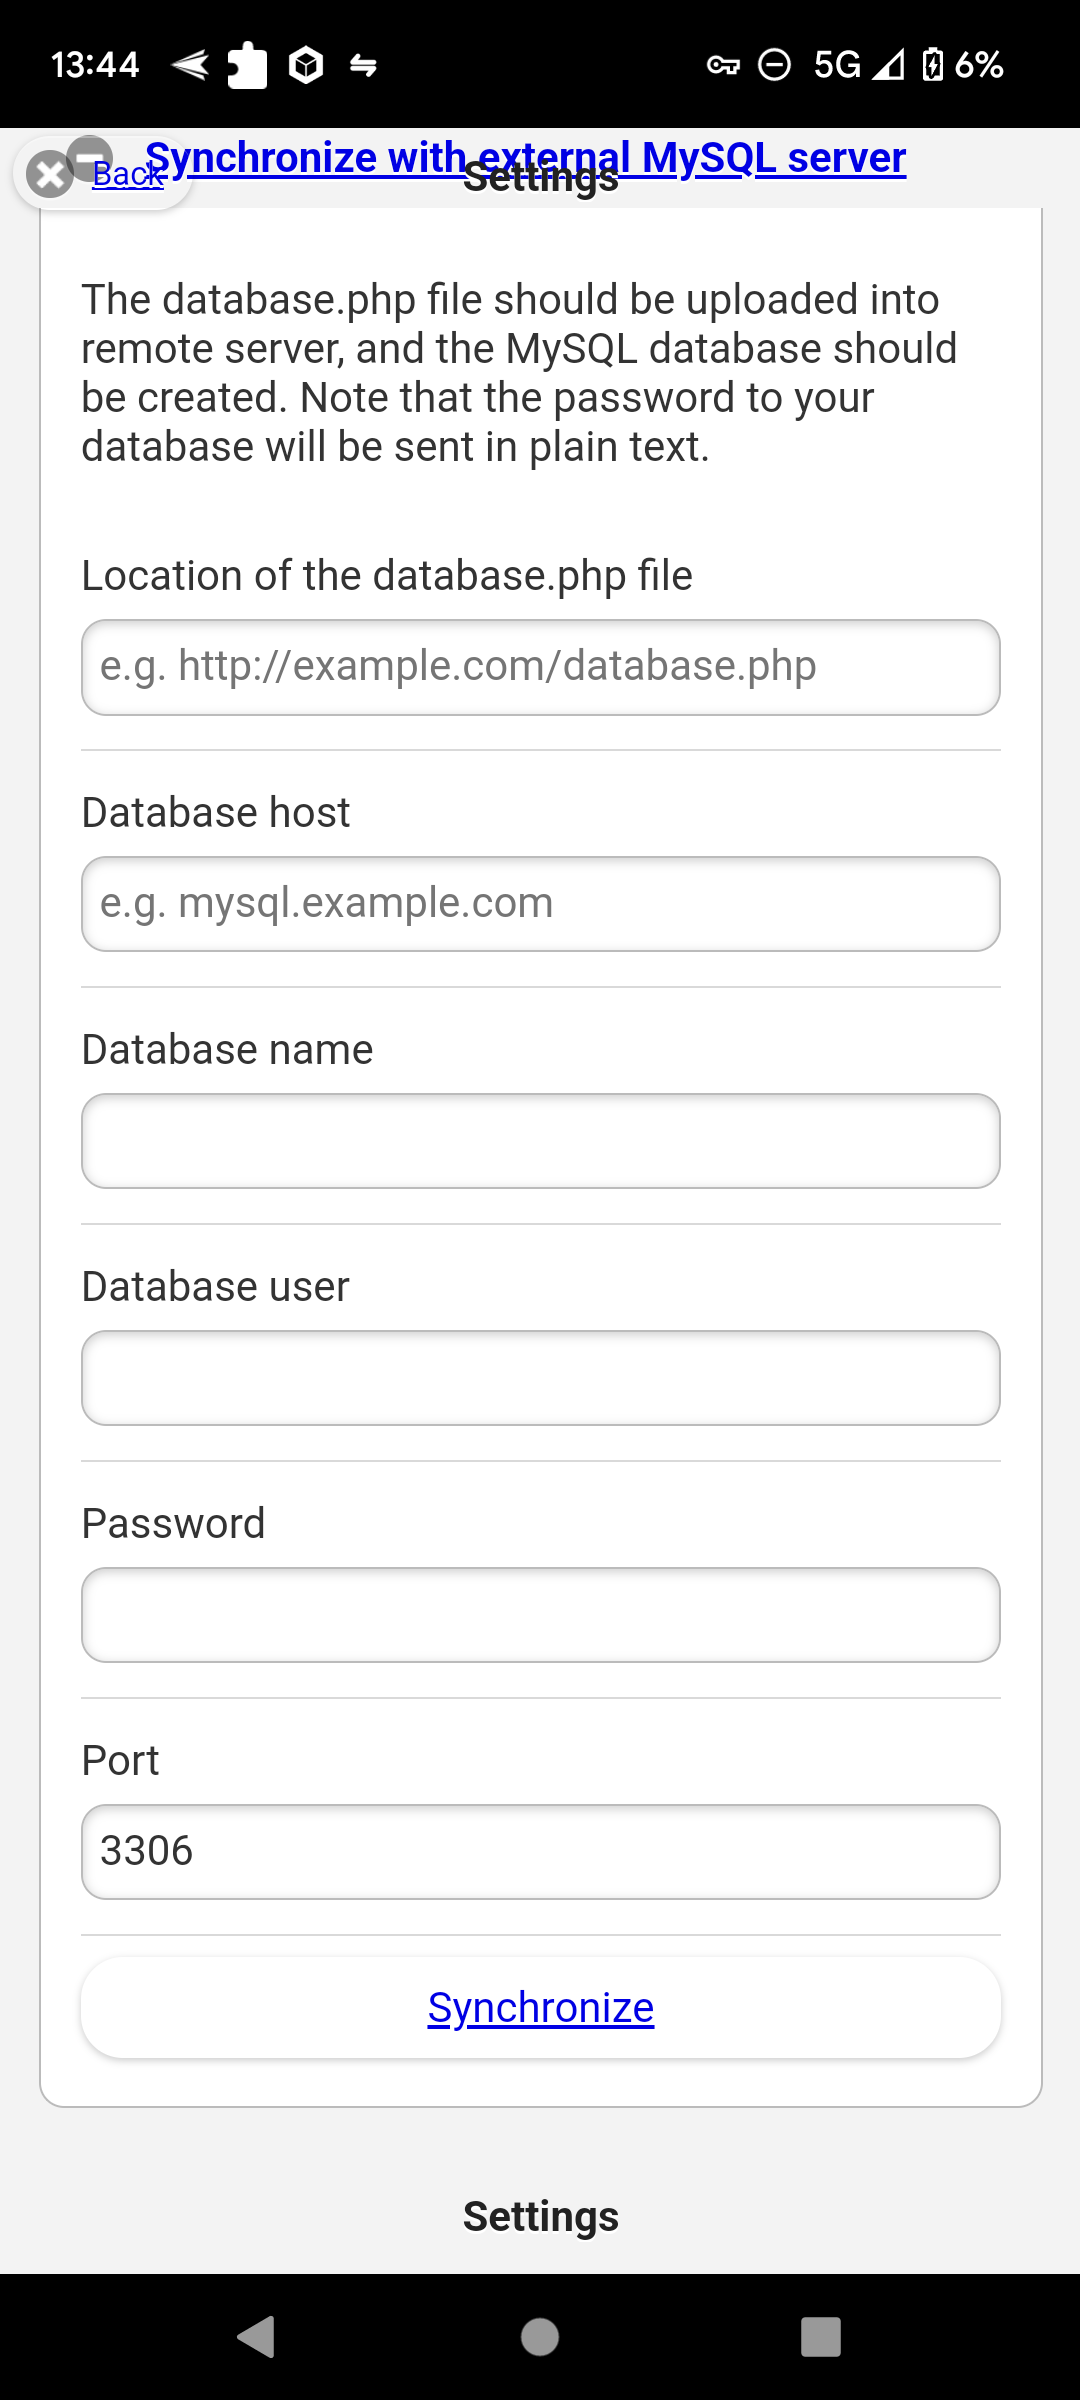 13:44 5G 6%
Synchronize with external MySQL server
Back Settings
The database.php file should be uploaded into
remote server, and the MySQL database should
be created. Note that the password to your
database will be sent in plain text.
Location of the database.php file
e.g. http://example.com/database.php
Database host
e.g. mysql.example.com
Database name
Database user
Password
Port
3306
Synchronize
Settings